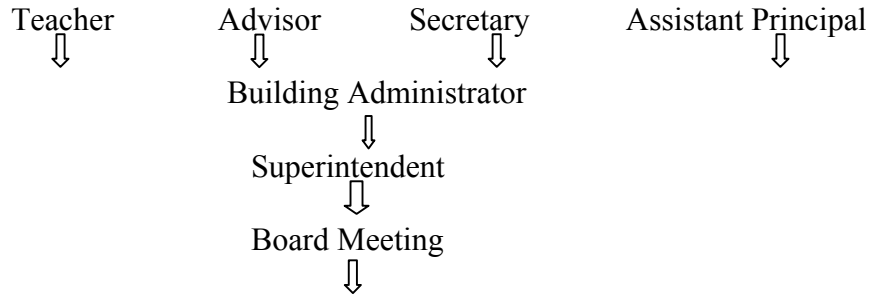 Teacher Advisor Secretary Assistant Principal
Building Administrator
Superintendent
Board Meeting